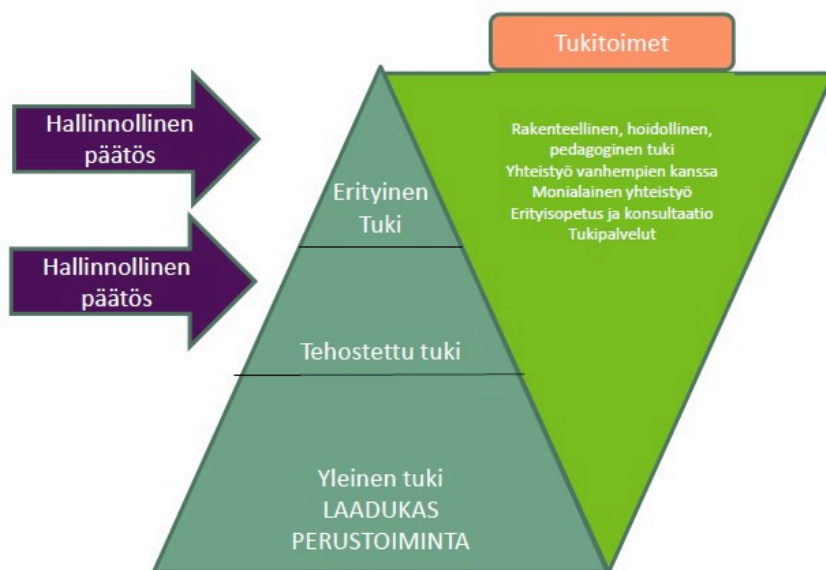 Tukitoimet
Hallinnollinen
päätös
Rakenteellinen, hoidollinen,
pedagoginen tuki
Yhteistyö vanhempien kanssa
Monialainen yhteistyö
Erityisopetus ja konsultaatio
Tukipalvelut
Erityinen
Tuki
Hallinnollinen
päätös
Tehostettu tuki
Yleinen tuki
LAADUKAS
PERUSTOIMINTA